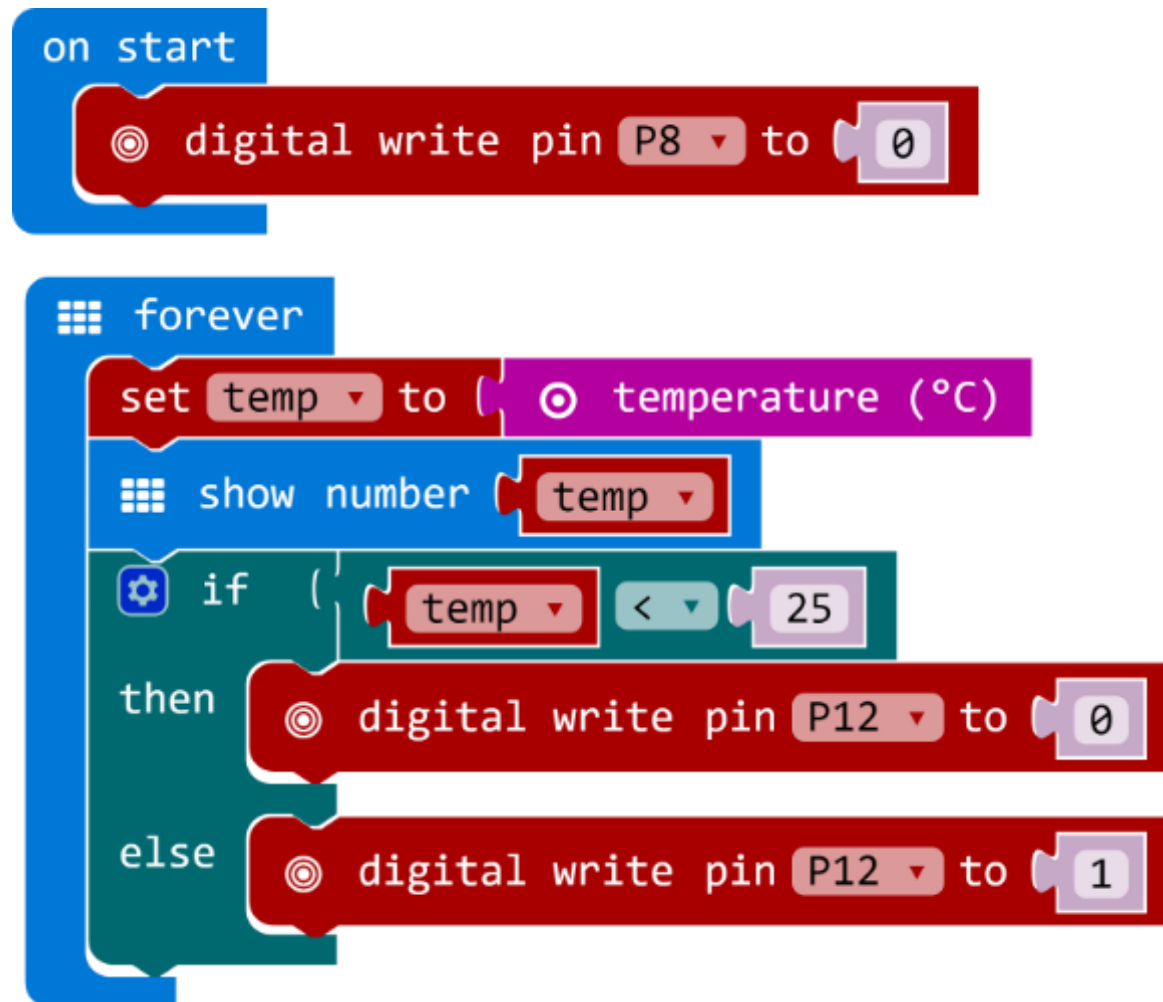 on start
digital write pin P8 to 0
forever
set temp to temperature (°C)
show number temp
if temp < 25
then digital write pin P12 to 0
else digital write pin P12 to 1